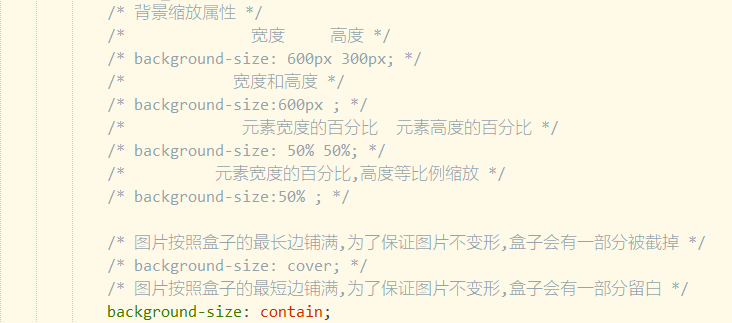 /* 背景缩放属性 */
/*              宽度     高度 */
/* background-size: 600px 300px; */
/*            宽度和高度 */
/* background-size:600px ; */
/*             元素宽度的百分比  元素高度的百分比 */
/* background-size: 50% 50%; */
/*          元素宽度的百分比,高度等比例缩放 */
/* background-size:50% ; */
/* 图片按照盒子的最长边铺满,为了保证图片不变形,盒子会有一部分被截掉 */
/* background-size: cover; */
/* 图片按照盒子的最短边铺满,为了保证图片不变形,盒子会有一部分留白 */
background-size: contain;